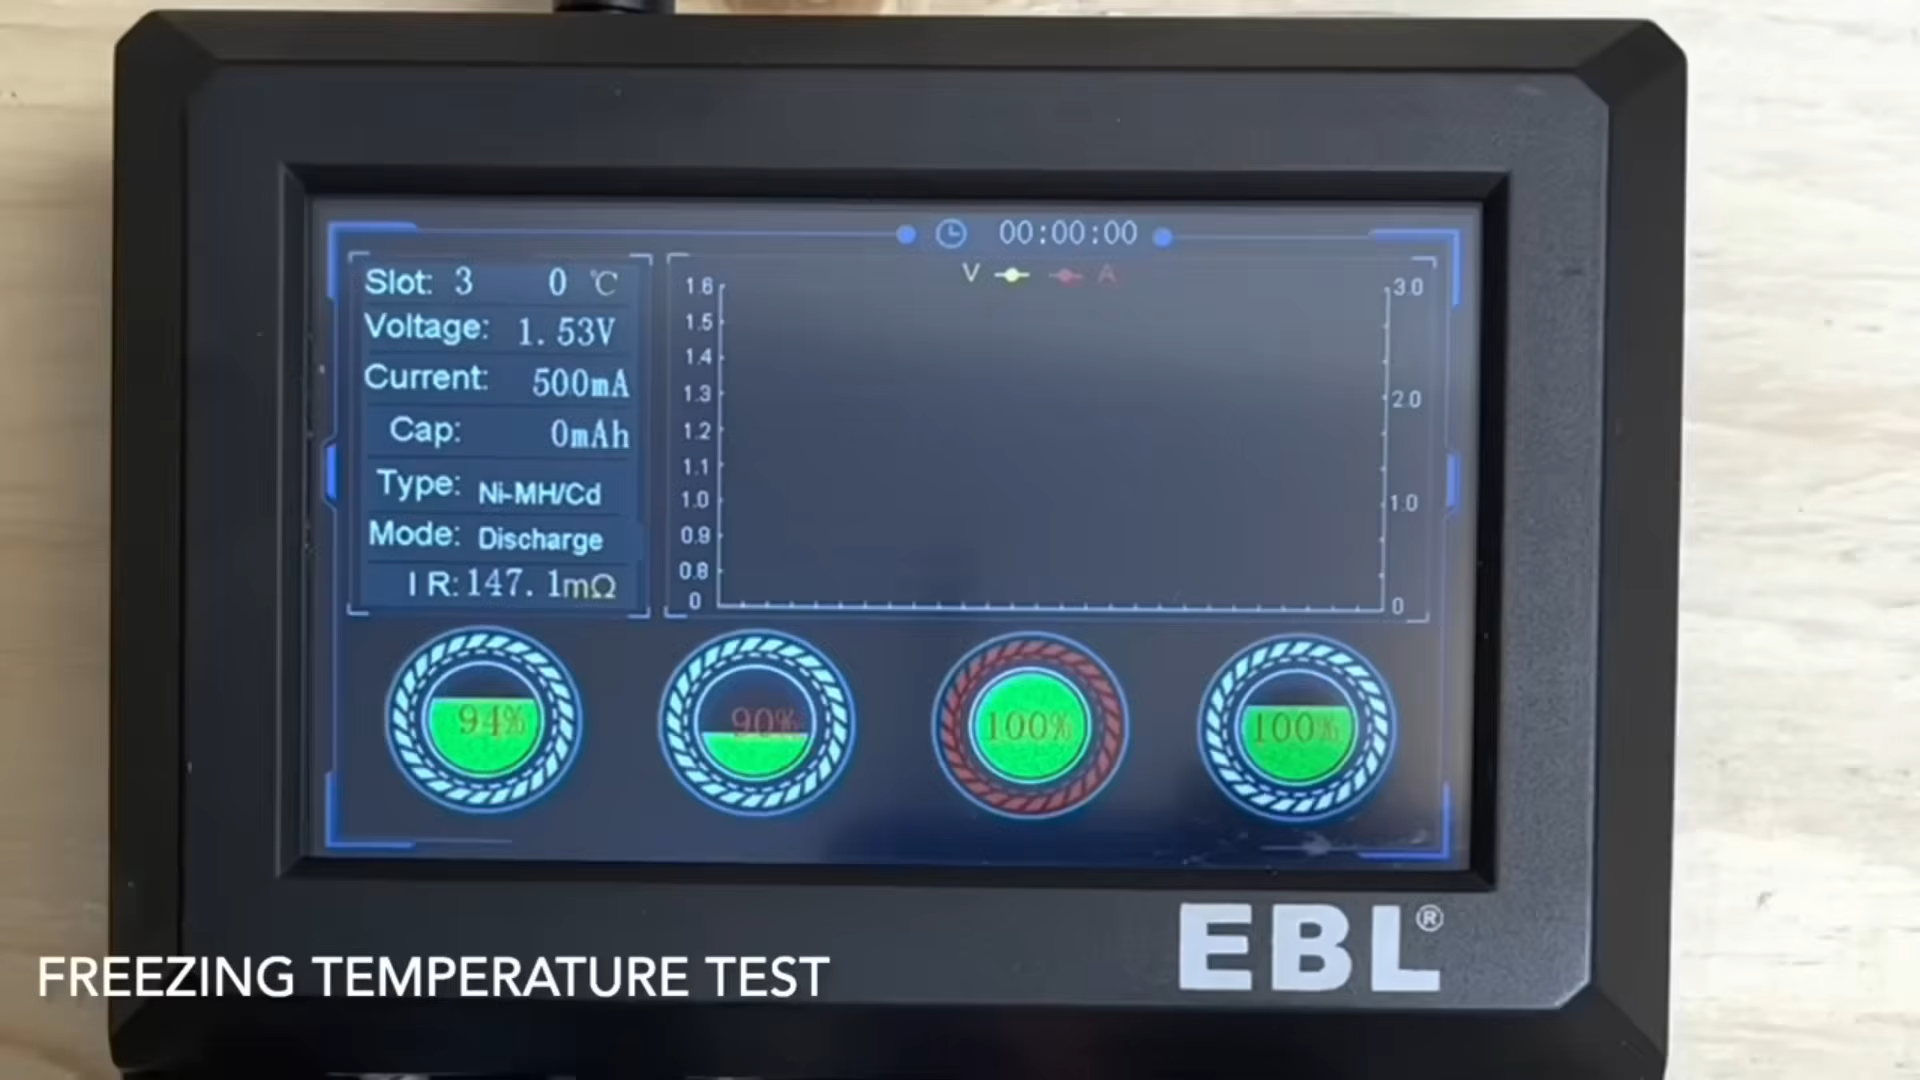 00:00:00
Slot: 3 0 ℃
Voltage: 1.53V
Current: 500mA
Cap: 0mAh
Type: Ni-MH/Cd
Mode: Discharge
IR: 147.1mΩ
V A
1.6
1.5
1.4
1.3
1.2
1.1
1.0
0.9
0.8
0
3.0
2.0
1.0
0
94% 90% 100% 100%
EBL®
FREEZING TEMPERATURE TEST